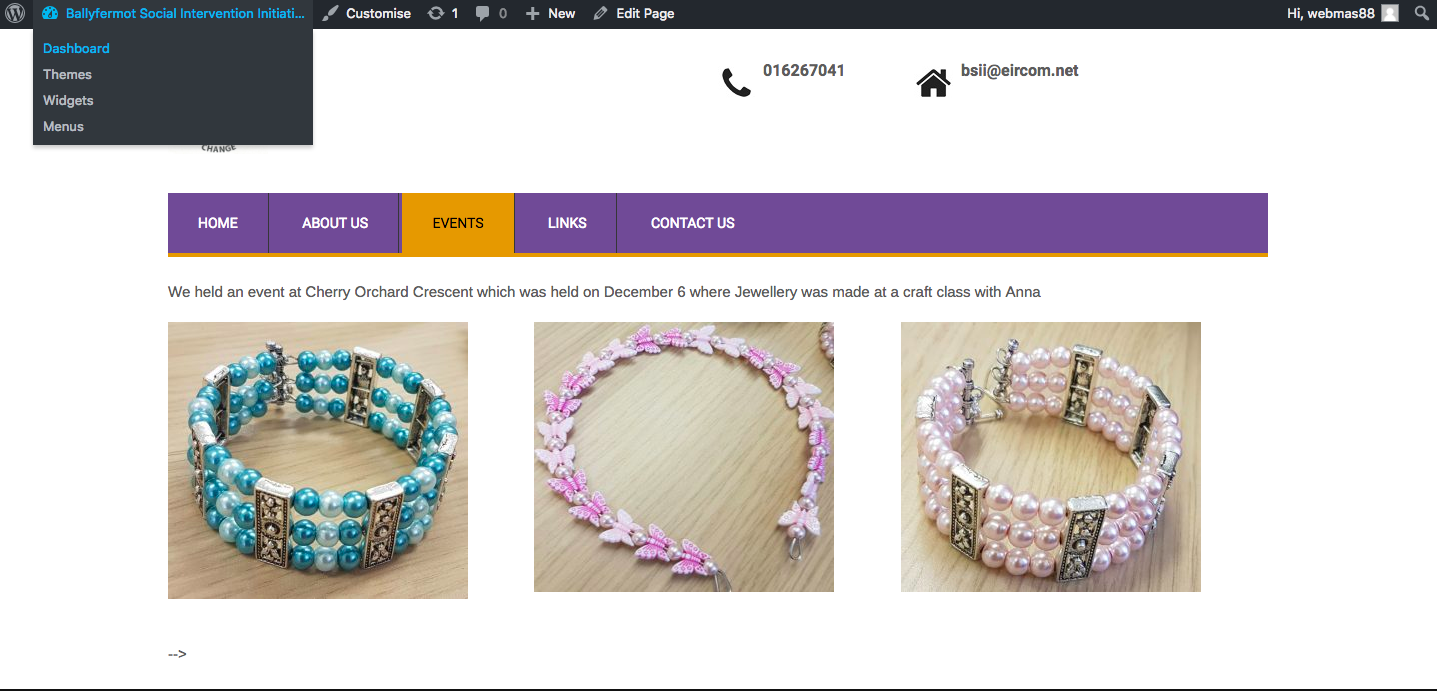 Ballyfermot Social Intervention Initiati... Customise 1 0 New Edit Page Hi, webmas88
Dashboard
Themes
Widgets
Menus
016267041 bsii@eircom.net
CHANGE
HOME ABOUT US EVENTS LINKS CONTACT US
We held an event at Cherry Orchard Crescent which was held on December 6 where Jewellery was made at a craft class with Anna
-->